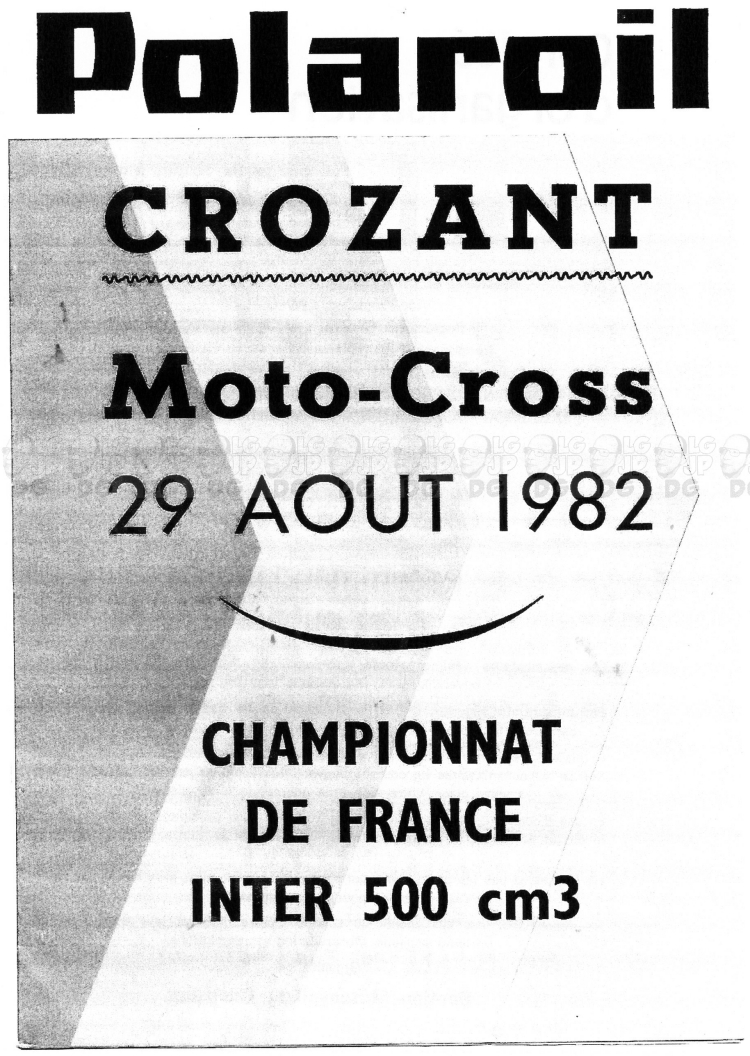 Polaroil
CROZANT
Moto-Cross
29 AOUT 1982
CHAMPIONNAT
DE FRANCE
INTER 500 cm3